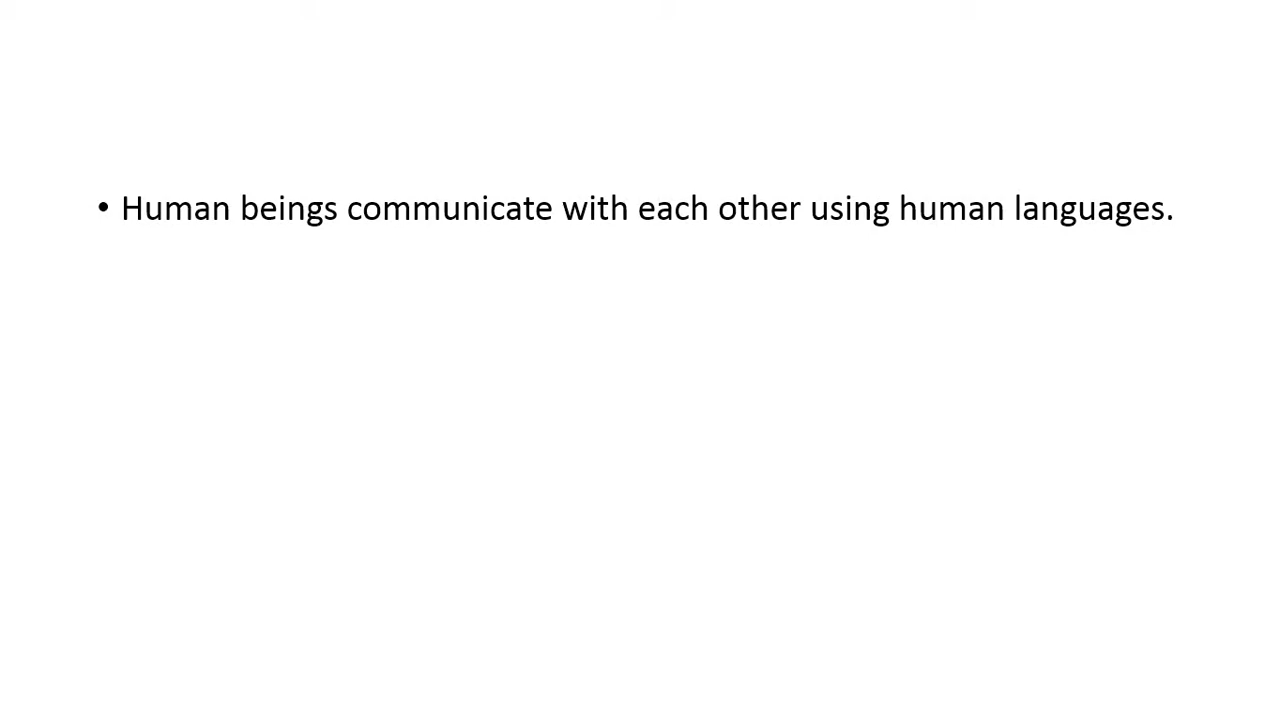 • Human beings communicate with each other using human languages.